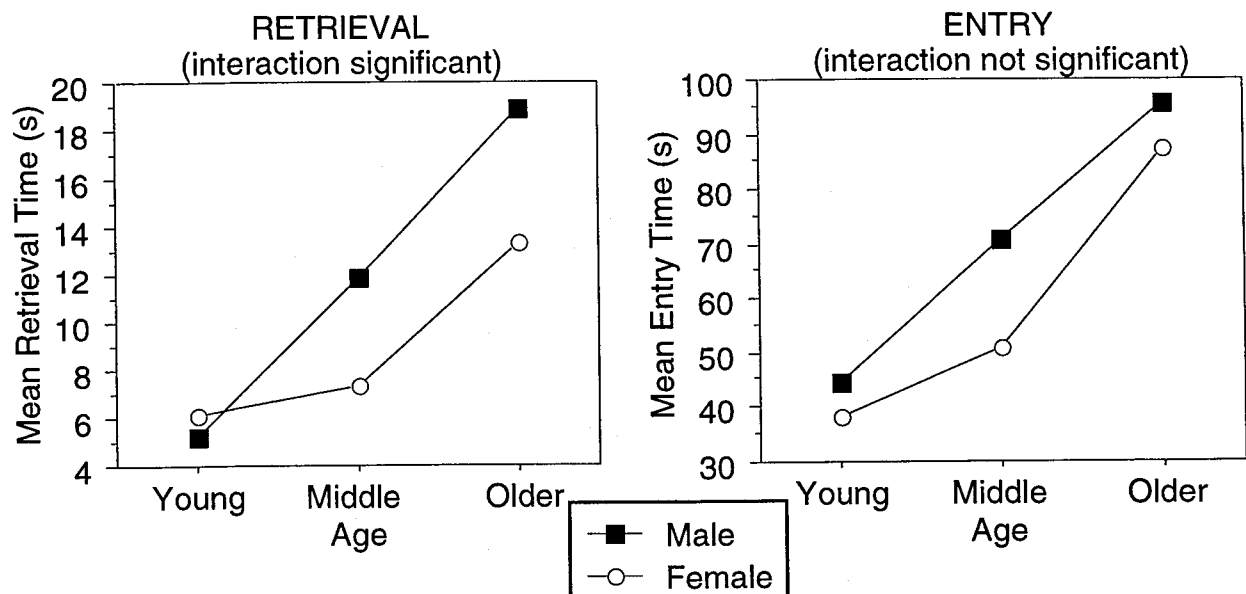 RETRIEVAL
(interaction significant)
Mean Retrieval Time (s)
20
18
16
14
12
10
8
6
4
Young Middle Older
Age
ENTRY
(interaction not significant)
Mean Entry Time (s)
100
90
80
70
60
50
40
30
Young Middle Older
Age
Male
Female